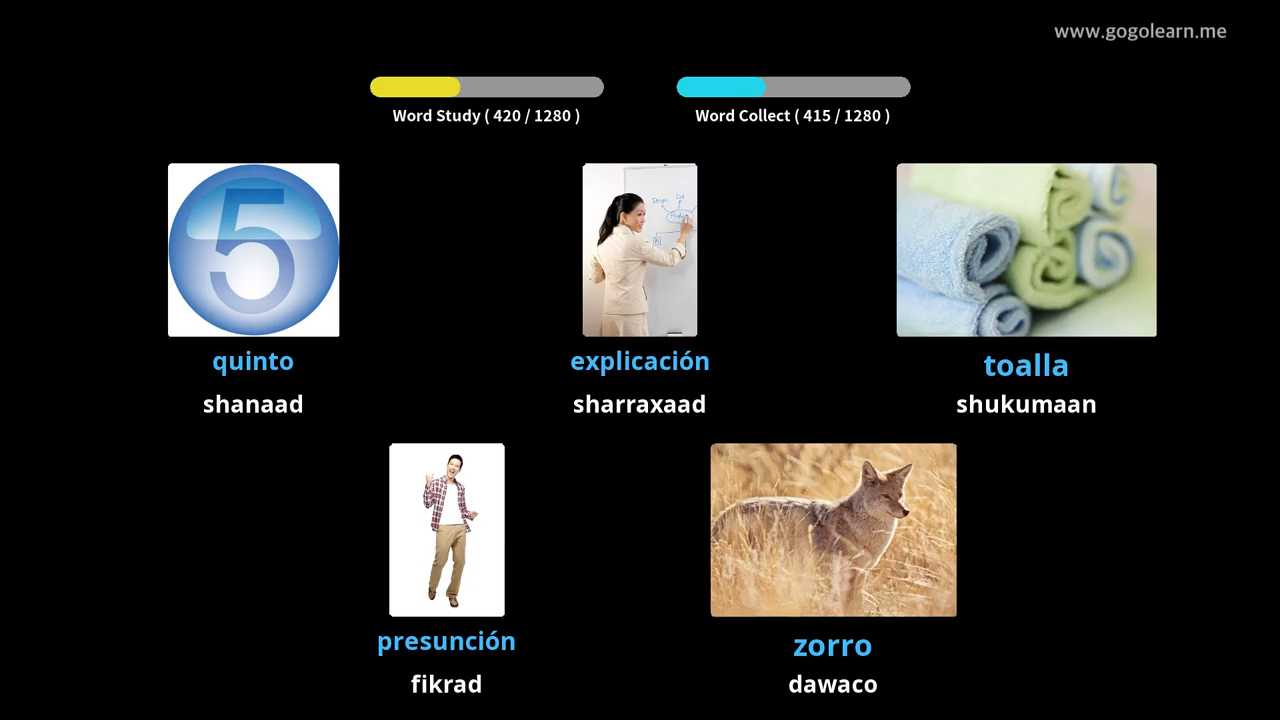 www.gogolearn.me
Word Study ( 420 / 1280 )
Word Collect ( 415 / 1280 )
5
quinto
shanaad
explicación
sharraxaad
toalla
shukumaan
presunción
fikrad
zorro
dawaco